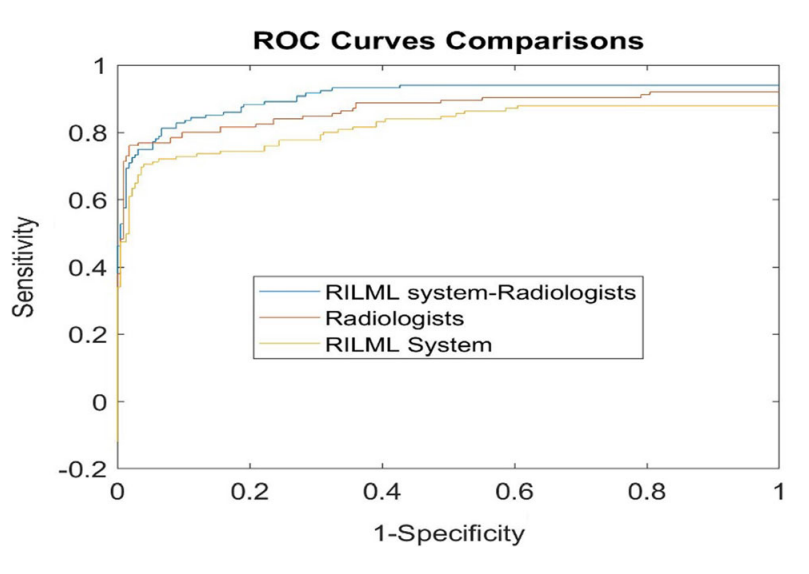 ROC Curves Comparisons
1
0.8
0.6
0.4
0.2
0
-0.2
Sensitivity
RILML system-Radiologists
Radiologists
RILML System
0 0.2 0.4 0.6 0.8 1
1-Specificity